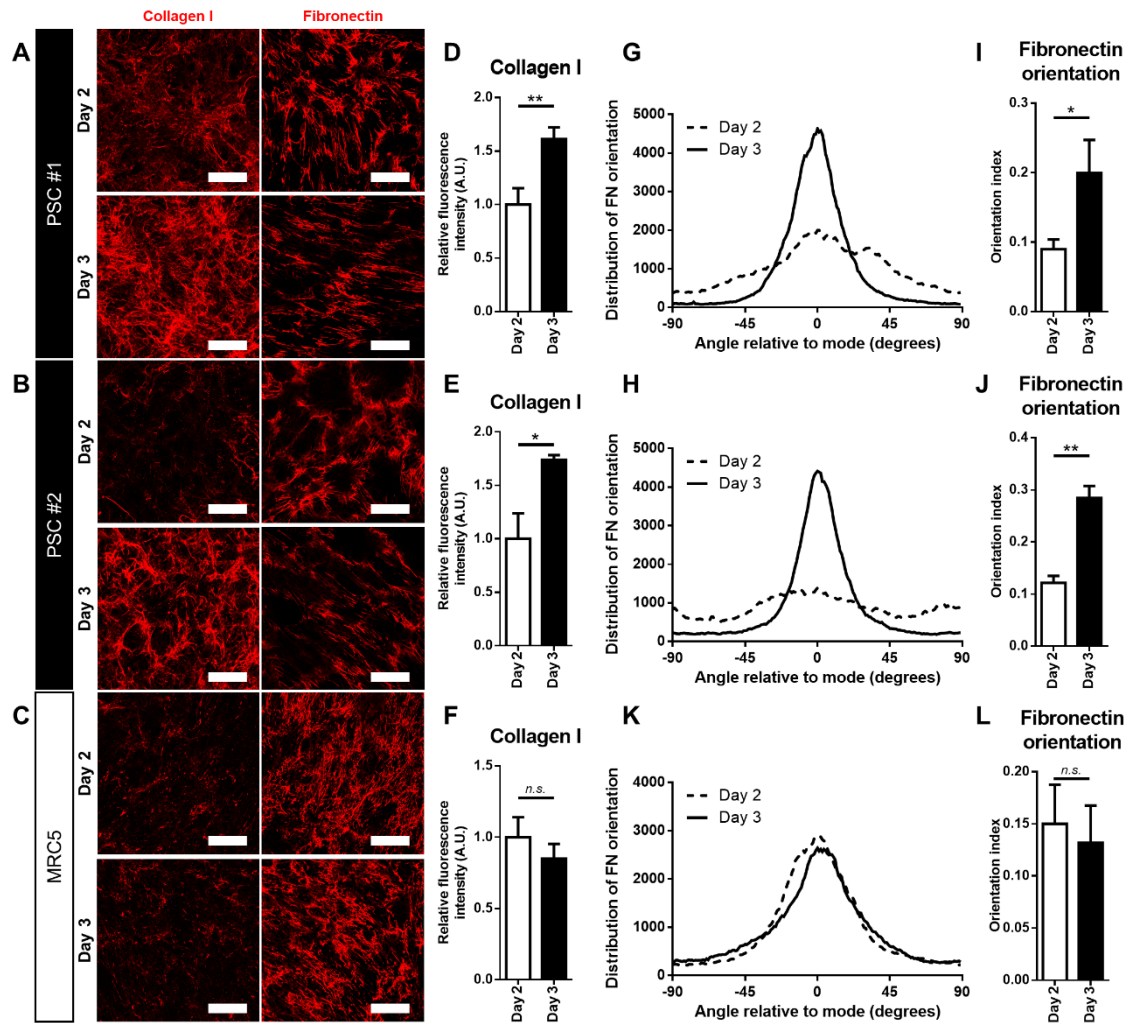 Collagen I Fibronectin
A
PSC #1
Day 2
Day 3
D
Collagen I
Relative fluorescence
intensity (A.U.)
2.0
1.5
1.0
0.5
0.0
**
Day 2
Day 3
G
Distribution of FN orientation
5000
4000
3000
2000
1000
0
Day 2
Day 3
-90 -45 0 45 90
Angle relative to mode (degrees)
I
Fibronectin
orientation
Orientation index
0.3
0.2
0.1
0.0
*
Day 2
Day 3
B
PSC #2
Day 2
Day 3
E
Collagen I
Relative fluorescence
intensity (A.U.)
2.0
1.5
1.0
0.5
0.0
*
Day 2
Day 3
H
Distribution of FN orientation
5000
4000
3000
2000
1000
0
Day 2
Day 3
-90 -45 0 45 90
Angle relative to mode (degrees)
J
Fibronectin
orientation
Orientation index
0.4
0.3
0.2
0.1
0.0
**
Day 2
Day 3
C
MRC5
Day 2
Day 3
F
Collagen I
Relative fluorescence
intensity (A.U.)
1.5
1.0
0.5
0.0
n.s.
Day 2
Day 3
K
Distribution of FN orientation
4000
3000
2000
1000
0
Day 2
Day 3
-90 -45 0 45 90
Angle relative to mode (degrees)
L
Fibronectin
orientation
Orientation index
0.20
0.15
0.10
0.05
0.00
n.s.
Day 2
Day 3